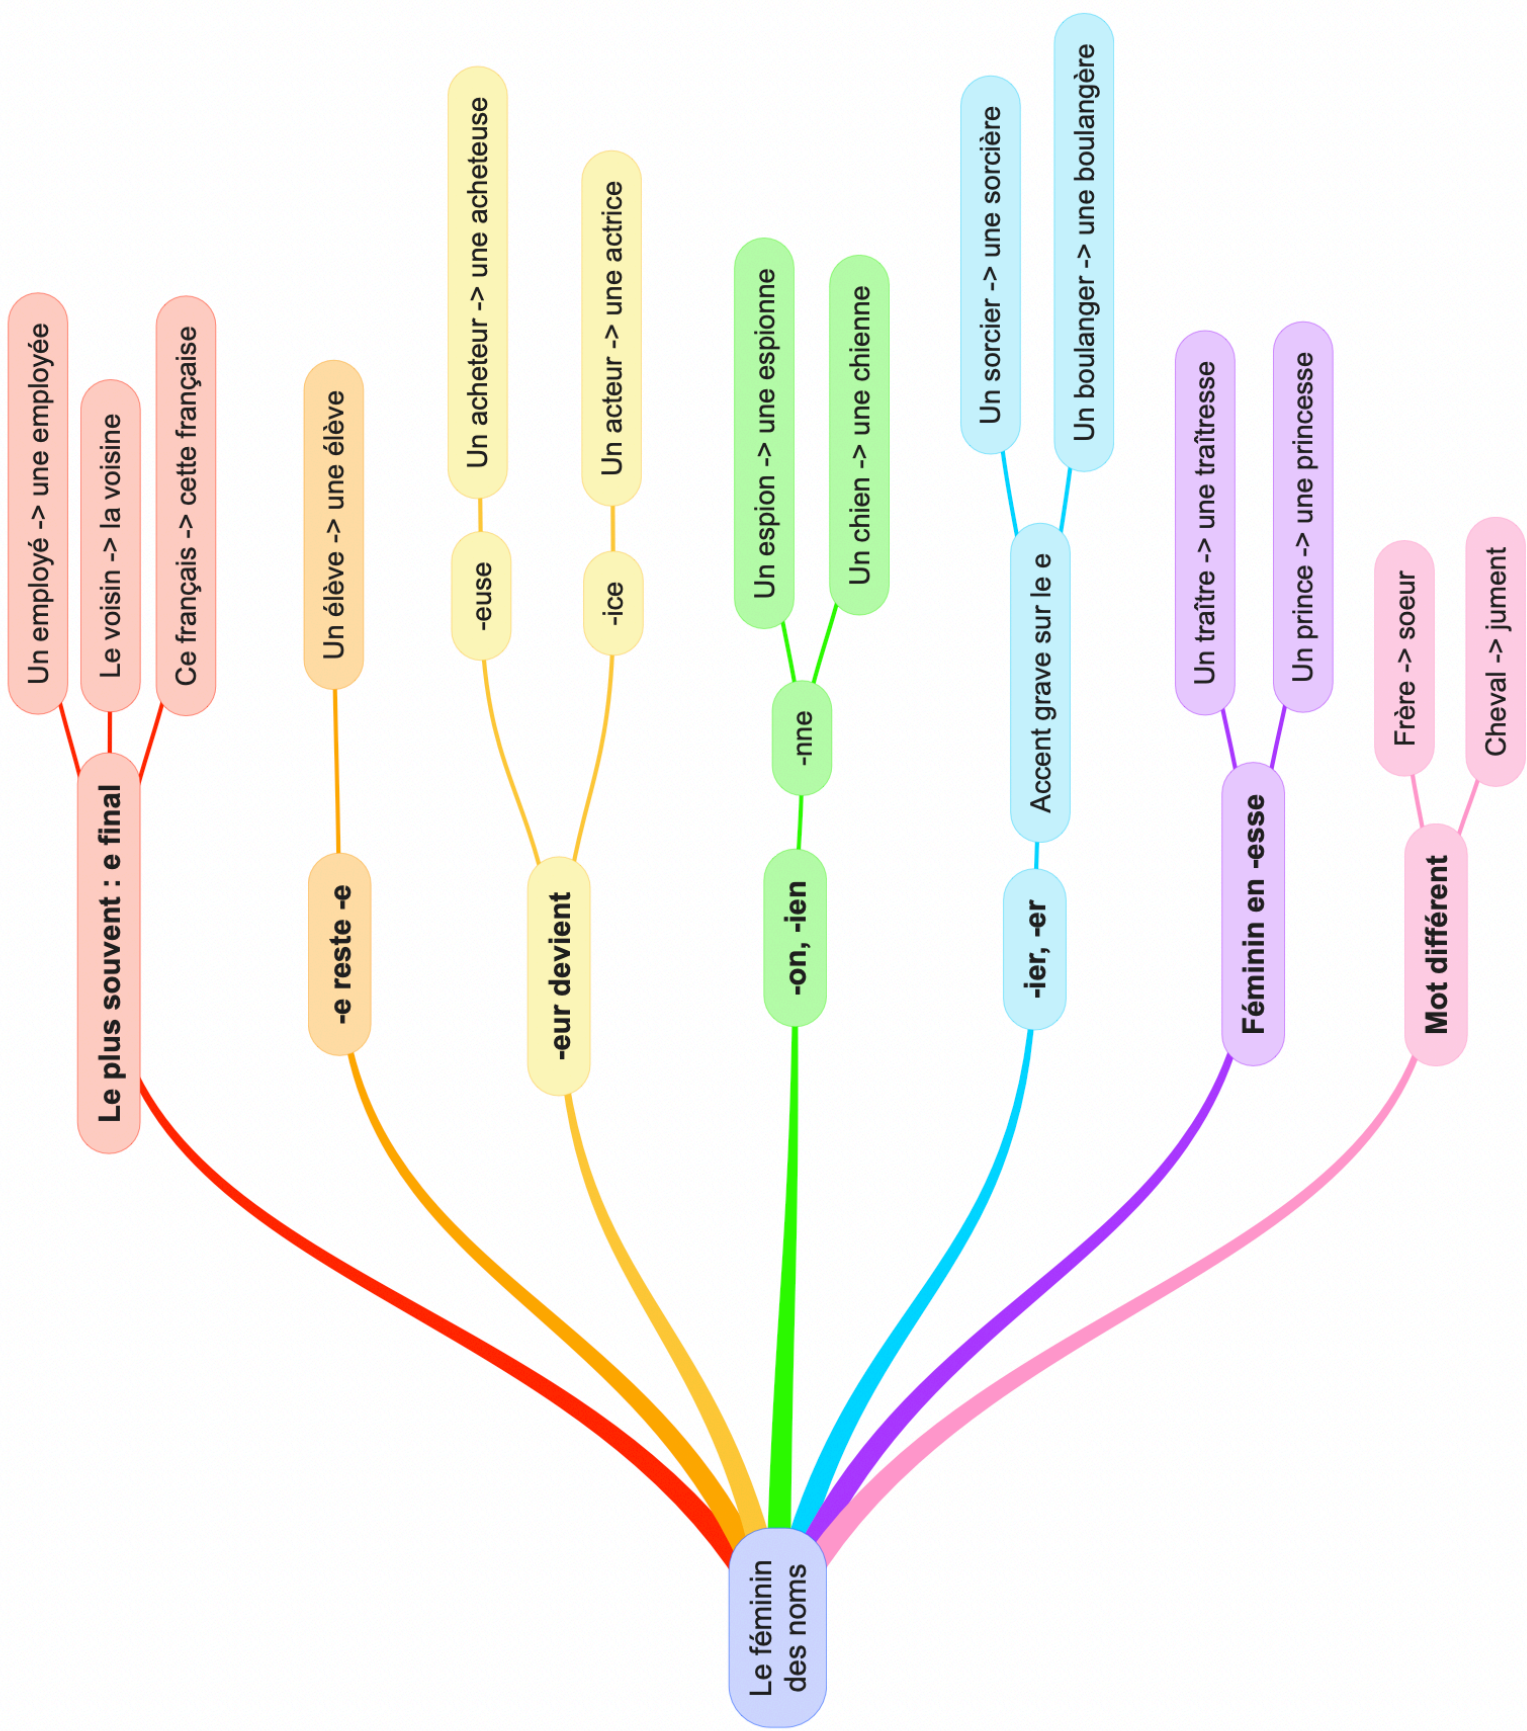 Le féminin
des noms
Le plus souvent : e final
Un employé -> une employée
Le voisin -> la voisine
Ce français -> cette française
-e reste -e
Un élève -> une élève
-eur devient
-euse
Un acheteur -> une acheteuse
-ice
Un acteur -> une actrice
-on, -ien
-nne
Un espion -> une espionne
Un chien -> une chienne
-ier, -er
Accent grave sur le e
Un sorcier -> une sorcière
Un boulanger -> une boulangère
Féminin en -esse
Un traître -> une traîtresse
Un prince -> une princesse
Mot différent
Frère -> soeur
Cheval -> jument